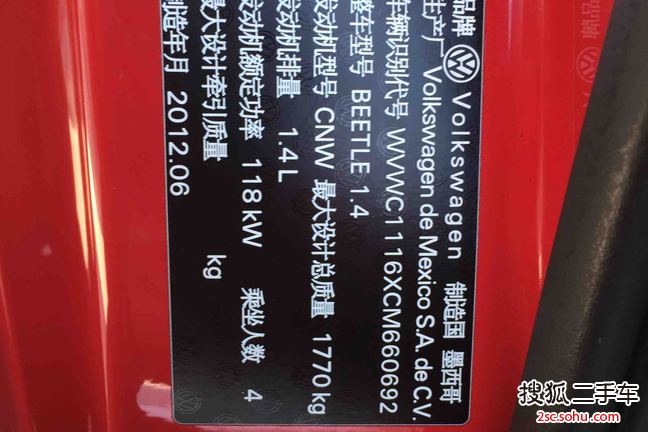 品牌 Volkswagen 制造国 墨西哥
生产厂 Volkswagen de Mexico S.A. de C.V.
车辆识别代号 WVWC1116XCM660692
整车型号 BEETLE 1.4
发动机型号 CNW 最大设计总质量 1770kg
发动机排量 1.4L
发动机额定功率 118kW 乘坐人数 4
最大设计牵引质量 kg
制造年月 2012.06
搜狐二手车
2sc.sohu.com